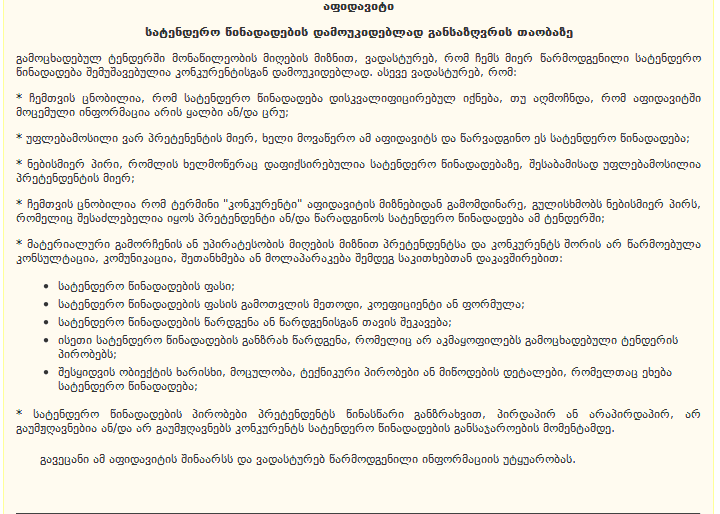 აფიდავიტი
სატენდერო წინადადების დამოუკიდებლად განსაზღვრის თაობაზე
გამოცხადებულ ტენდერში მონაწილეობის მიღების მიზნით, ვადასტურებ, რომ ჩემს მიერ წარმოდგენილი სატენდერო
წინადადება შემუშავებულია კონკურენტისგან დამოუკიდებლად. ასევე ვადასტურებ, რომ:
* ჩემთვის ცნობილია, რომ სატენდერო წინადადება დისკვალიფიცირებულ იქნება, თუ აღმოჩნდა, რომ აფიდავიტში
მოცემული ინფორმაცია არის ყალბი ან/და ცრუ;
* უფლებამოსილი ვარ პრეტენენტის მიერ, ხელი მოვაწერო ამ აფიდავიტს და წარვადგინო ეს სატენდერო წინადადება;
* ნებისმიერ პირი, რომლის ხელმოწერაც დაფიქსირებულია სატენდერო წინადადებაზე, შესაბამისად უფლებამოსილია
პრეტენდენტის მიერ;
* ჩემთვის ცნობილია რომ ტერმინი "კონკურენტი" აფიდავიტის მიზნებიდან გამომდინარე, გულისხმობს ნებისმიერ პირს,
რომელიც შესაძლებელია იყოს პრეტენდენტი ან/და წარადგინოს სატენდერო წინადადება ამ ტენდერში;
* მატერიალური გამორჩენის ან უპირატესობის მიღების მიზნით პრეტენდენტსა და კონკურენტს შორის არ წარმოებულა
კონსულტაცია, კომუნიკაცია, შეთანხმება ან მოლაპარაკება შემდეგ საკითხებთან დაკავშირებით:
• სატენდერო წინადადების ფასი;
• სატენდერო წინადადების ფასის გამოთვლის მეთოდი, კოეფიციენტი ან ფორმულა;
• სატენდერო წინადადების წარდგენა ან წარდგენისგან თავის შეკავება;
• ისეთი სატენდერო წინადადების განზრახ წარდგენა, რომელიც არ აკმაყოფილებს გამოცხადებული ტენდერის
პირობებს;
• შესყიდვის ობიექტის ხარისხი, მოცულობა, ტექნიკური პირობები ან მიწოდების დეტალები, რომელთაც ეხება
სატენდერო წინადადება;
* სატენდერო წინადადების პირობები პრეტენდენტს წინასწარი განზრახვით, პირდაპირ ან არაპირდაპირ, არ
გაუმჟღავნებია ან/და არ გაუმჟღავნებს კონკურენტს სატენდერო წინადადების განსაჯაროების მომენტამდე.
გავეცანი ამ აფიდავიტის შინაარსს და ვადასტურებ წარმოდგენილი ინფორმაციის უტყუარობას.